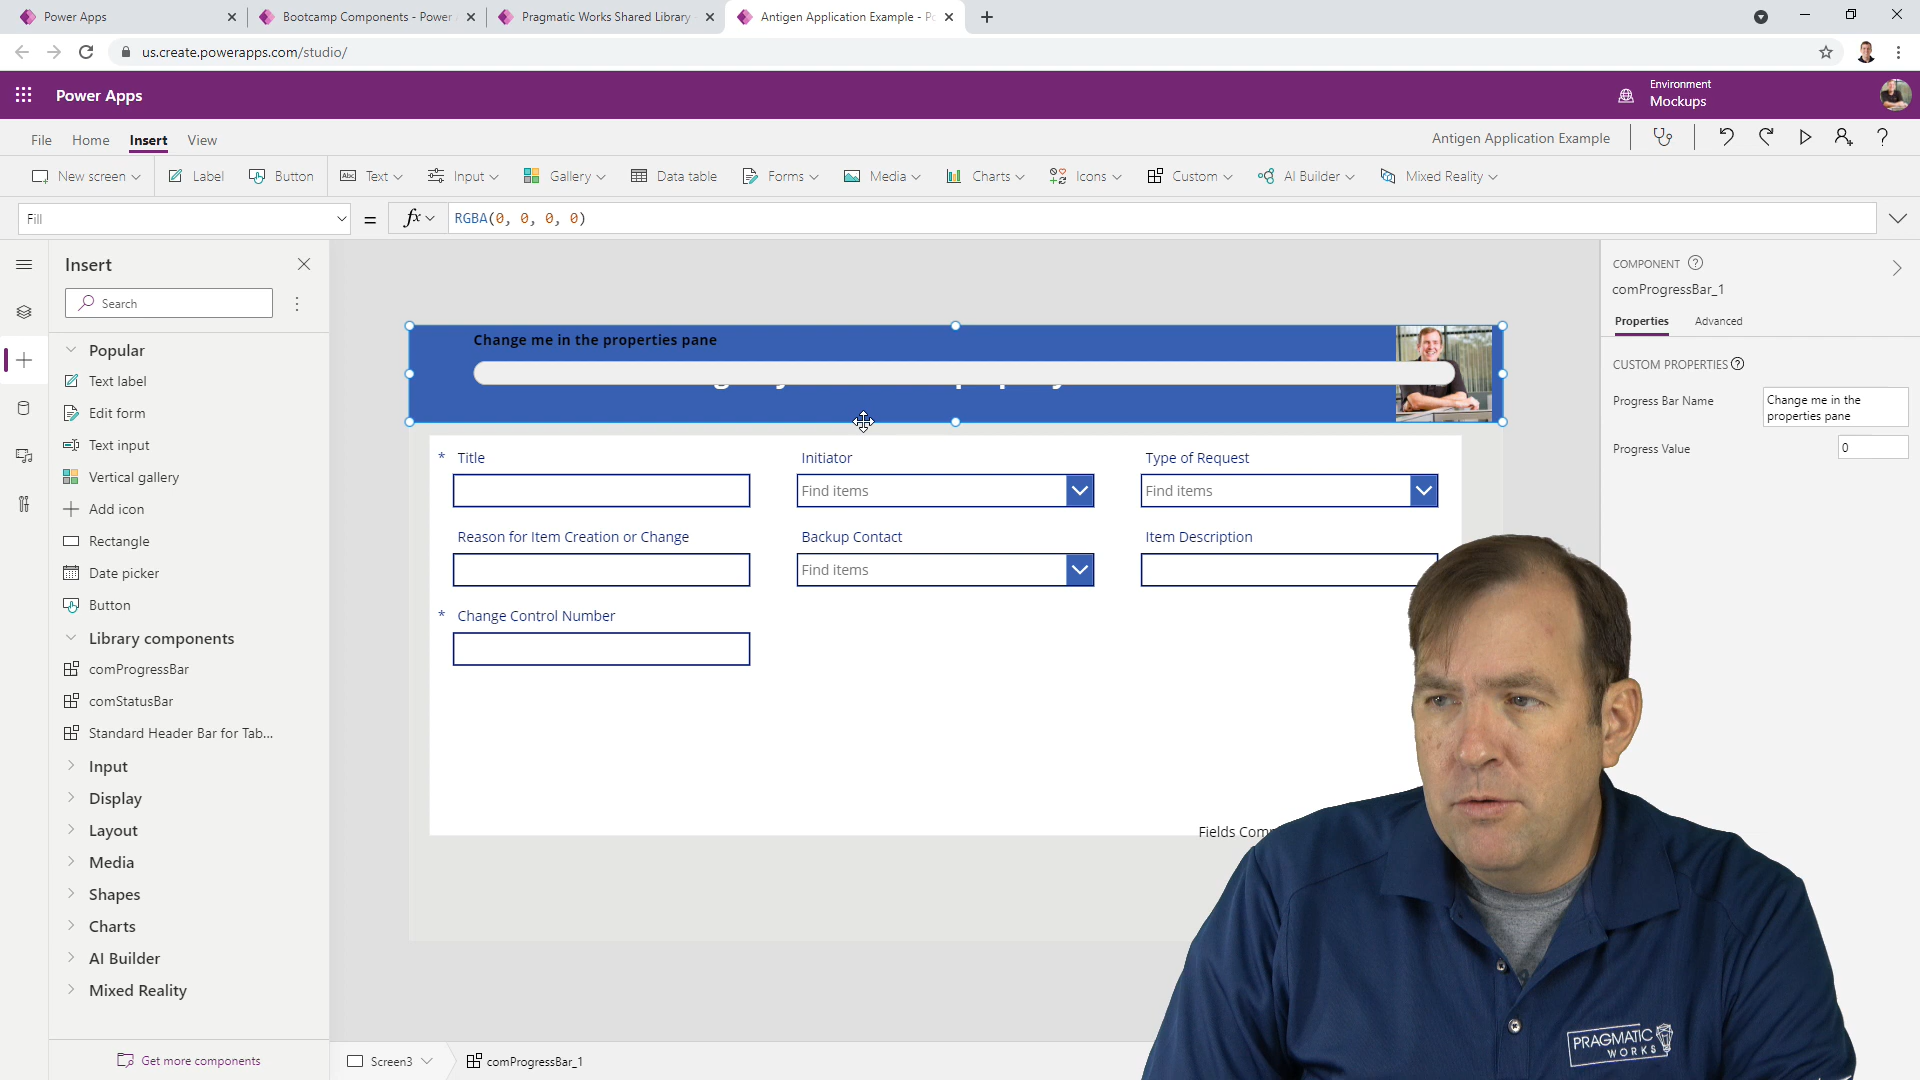 Power Apps
Bootcamp Components - Power
Pragmatic Works Shared Library
Antigen Application Example - Po
us.create.powerapps.com/studio/
Power Apps
Environment
Mockups
File Home Insert View
Antigen Application Example
New screen Label Button Text Input Gallery Data table Forms Media Charts Icons Custom AI Builder Mixed Reality
Fill = fx RGBA(0, 0, 0, 0)
Insert
Search
Popular
Text label
Edit form
Text input
Vertical gallery
Add icon
Rectangle
Date picker
Button
Library components
comProgressBar
comStatusBar
Standard Header Bar for Tab...
Input
Display
Layout
Media
Shapes
Charts
AI Builder
Mixed Reality
Get more components
Change me in the properties pane
* Title Initiator Type of Request
Find items Find items
Reason for Item Creation or Change Backup Contact Item Description
Find items
* Change Control Number
Fields
Screen3 comProgressBar_1
COMPONENT
comProgressBar_1
Properties Advanced
CUSTOM PROPERTIES
Progress Bar Name Change me in the
properties pane
Progress Value 0
PRAGMATIC
WORKS